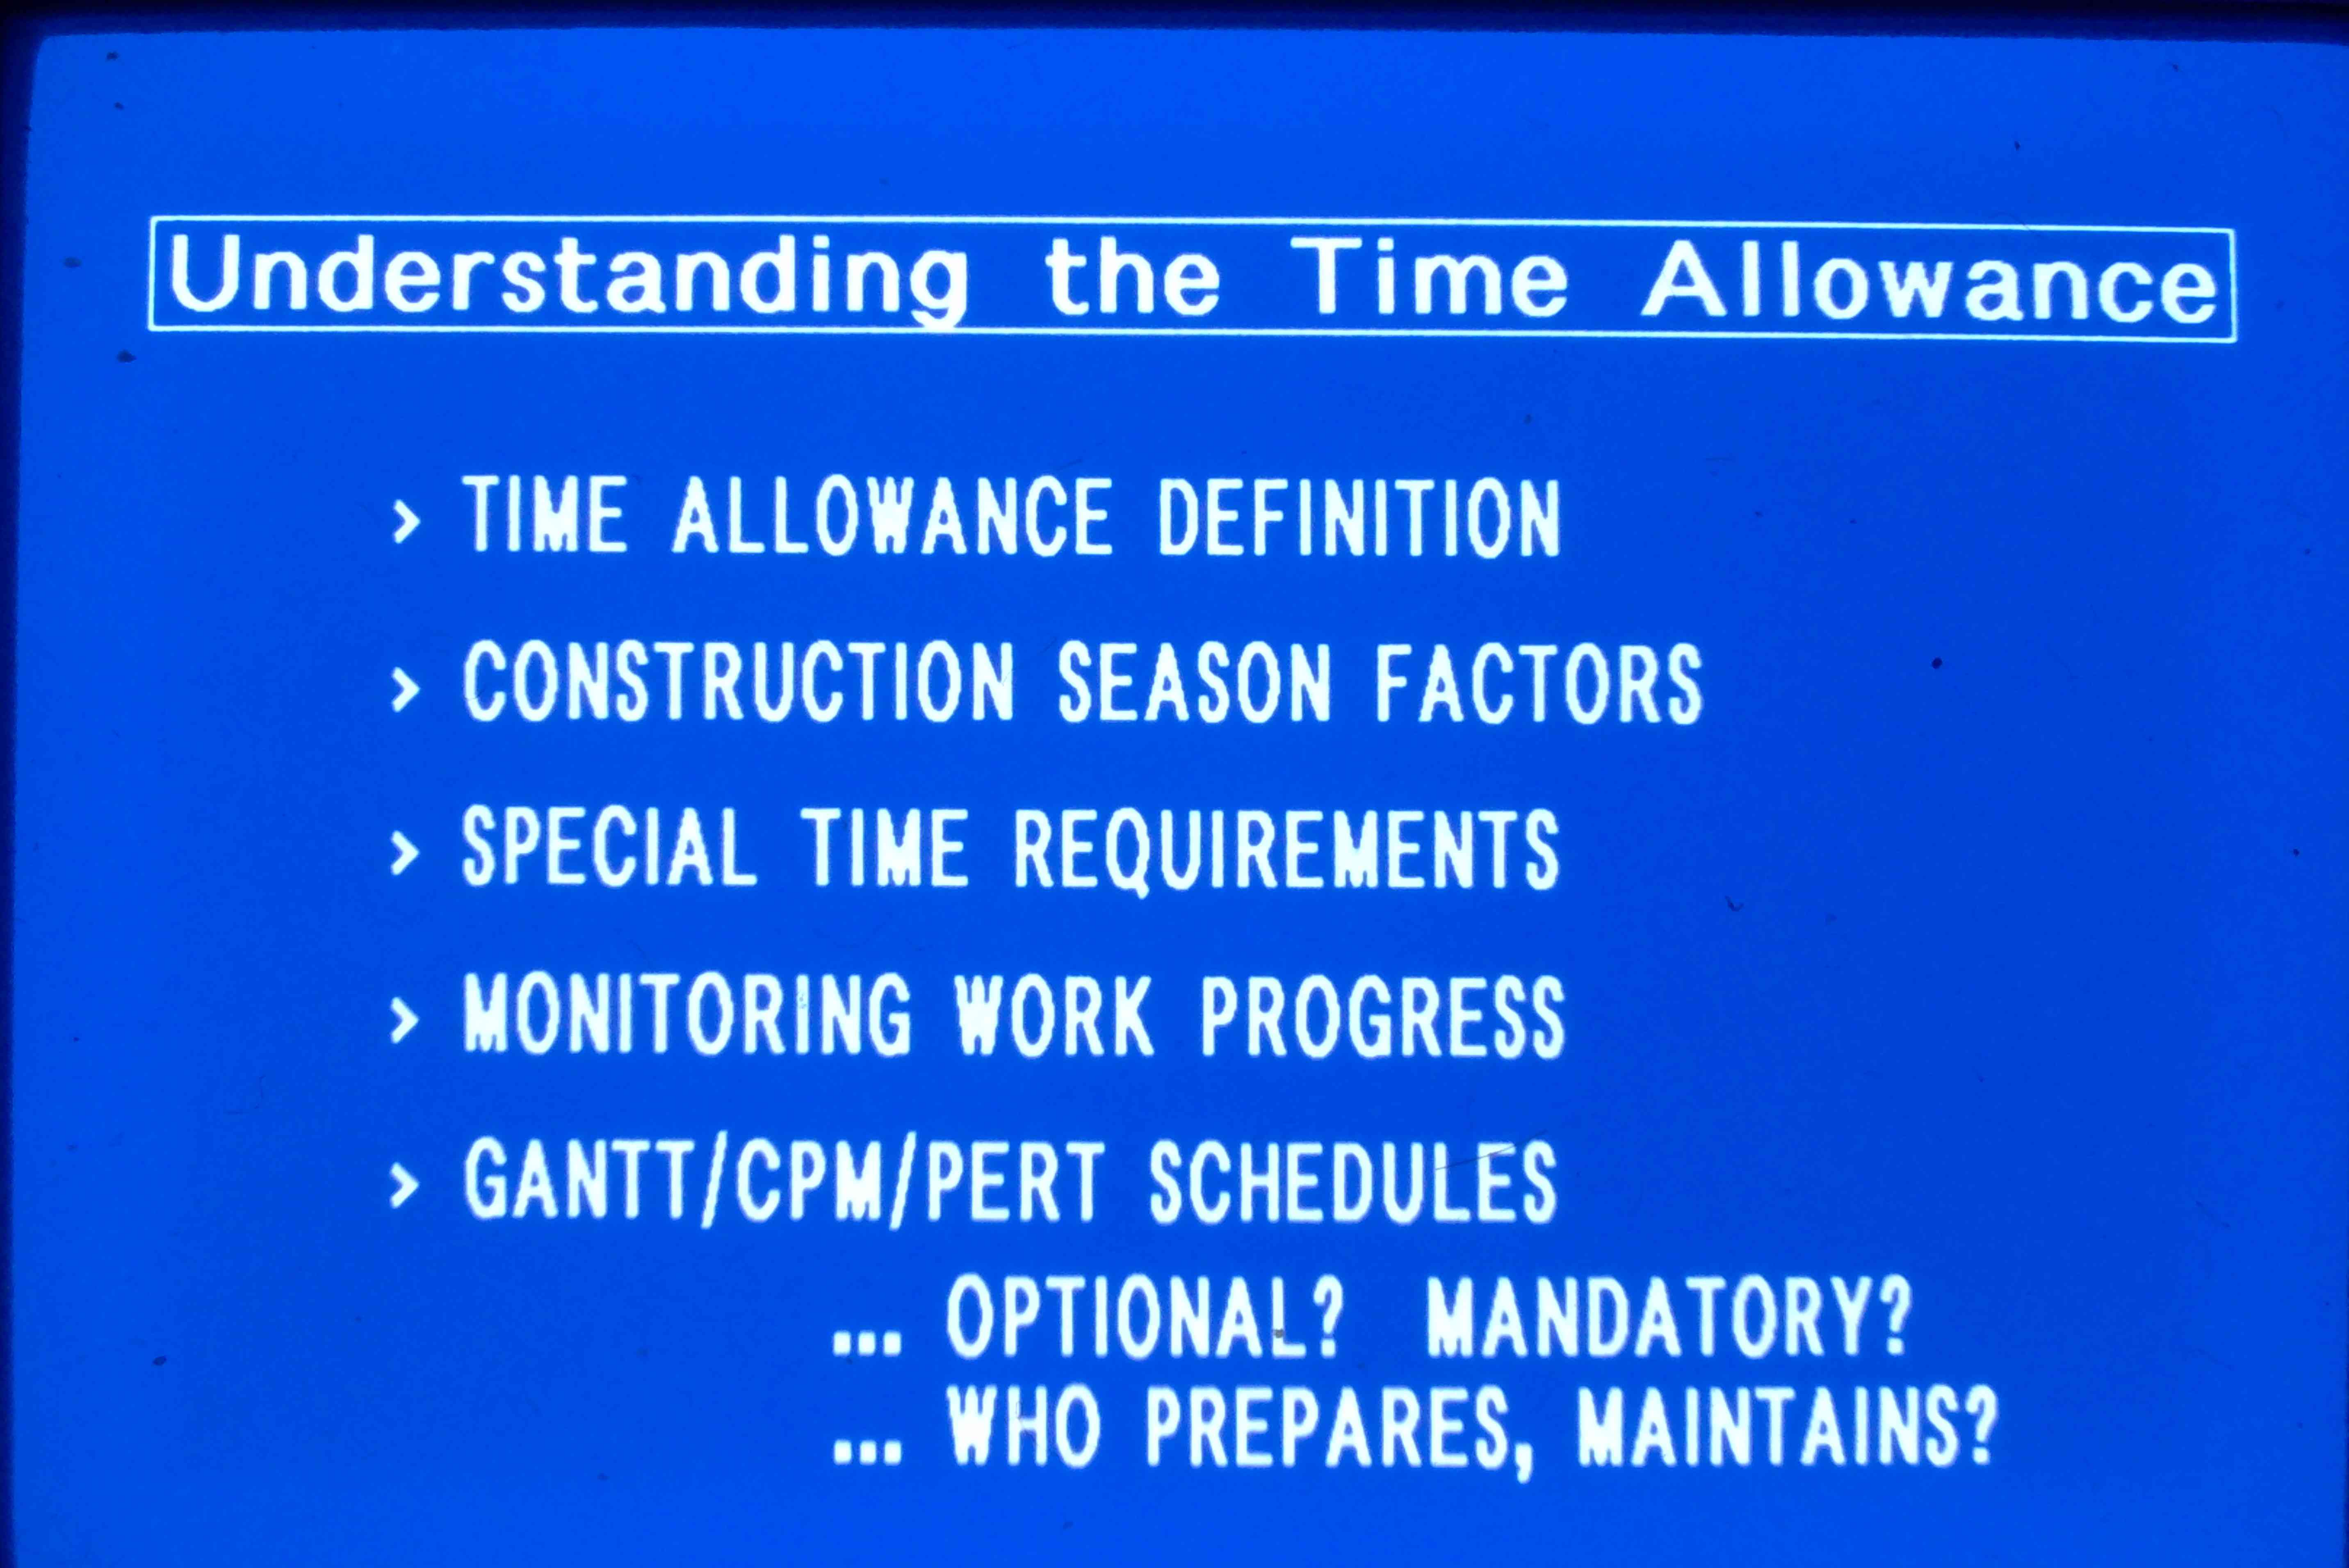 Understanding the Time Allowance
> TIME ALLOWANCE DEFINITION
> CONSTRUCTION SEASON FACTORS
> SPECIAL TIME REQUIREMENTS
> MONITORING WORK PROGRESS
> GANTT/CPM/PERT SCHEDULES
... OPTIONAL? MANDATORY?
... WHO PREPARES, MAINTAINS?